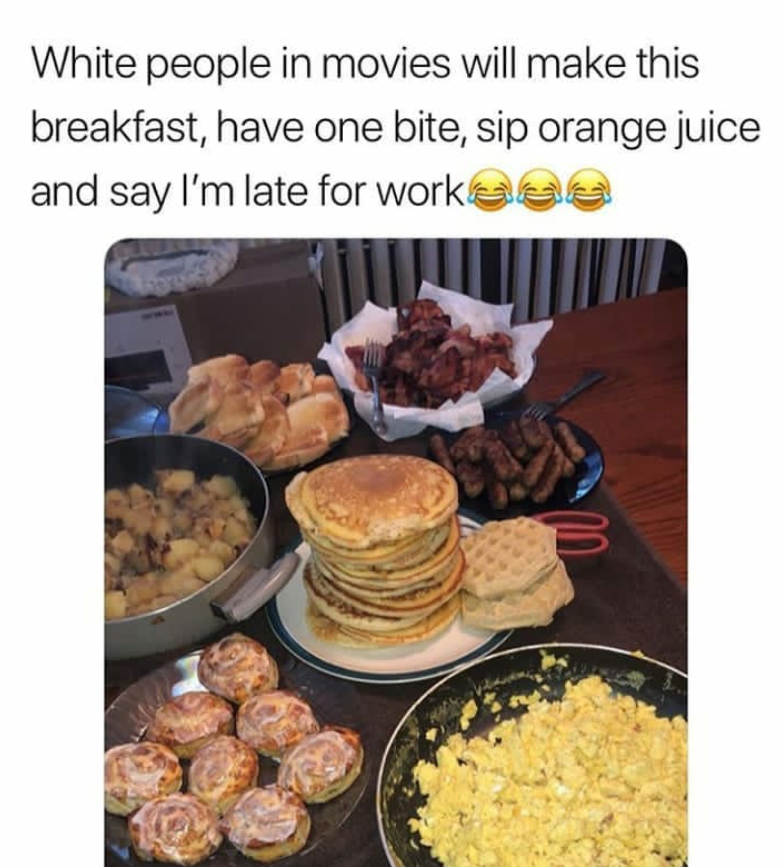 White people in movies will make this
breakfast, have one bite, sip orange juice
and say I'm late for work😂😂😂